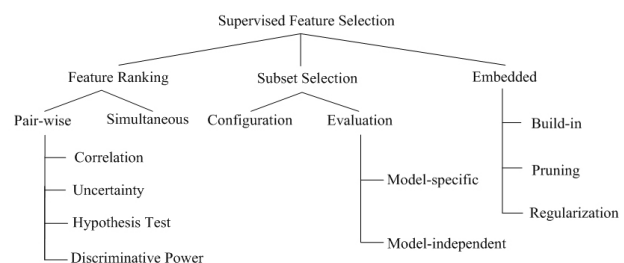 Supervised Feature Selection
Feature Ranking
Subset Selection
Embedded
Pair-wise
Simultaneous
Configuration
Evaluation
Build-in
Correlation
Pruning
Model-specific
Uncertainty
Regularization
Hypothesis Test
Model-independent
Discriminative Power